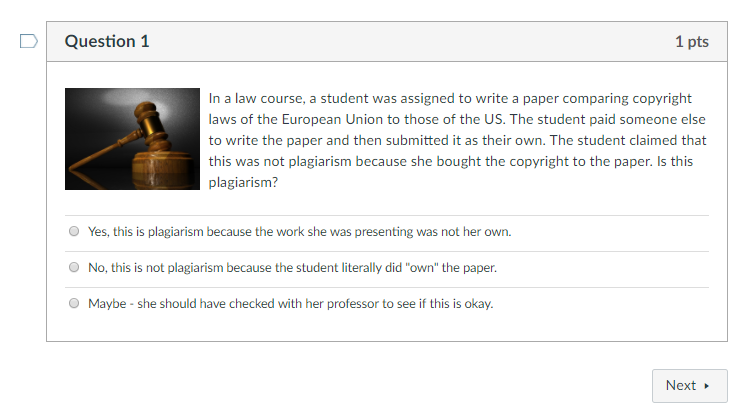 Question 1
1 pts
In a law course, a student was assigned to write a paper comparing copyright
laws of the European Union to those of the US. The student paid someone else
to write the paper and then submitted it as their own. The student claimed that
this was not plagiarism because she bought the copyright to the paper. Is this
plagiarism?
Yes, this is plagiarism because the work she was presenting was not her own.
No, this is not plagiarism because the student literally did "own" the paper.
Maybe - she should have checked with her professor to see if this is okay.
Next